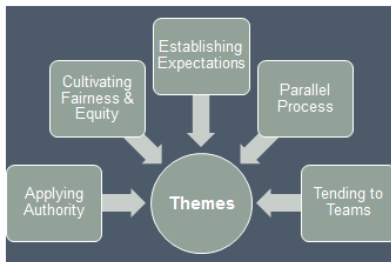 Establishing
Expectations
Cultivating
Fairness &
Equity
Parallel
Process
Applying
Authority
Themes
Tending to
Teams